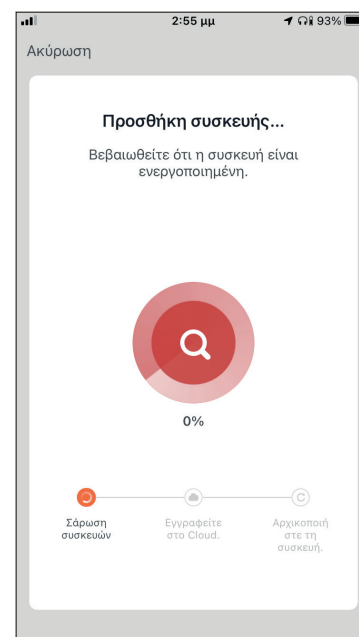 2:55 μμ
93%
Ακύρωση
Προσθήκη συσκευής...
Βεβαιωθείτε ότι η συσκευή είναι
ενεργοποιημένη.
0%
Σάρωση
συσκευών
Εγγραφείτε
στο Cloud.
Αρχικοποιή
στε τη
συσκευή.